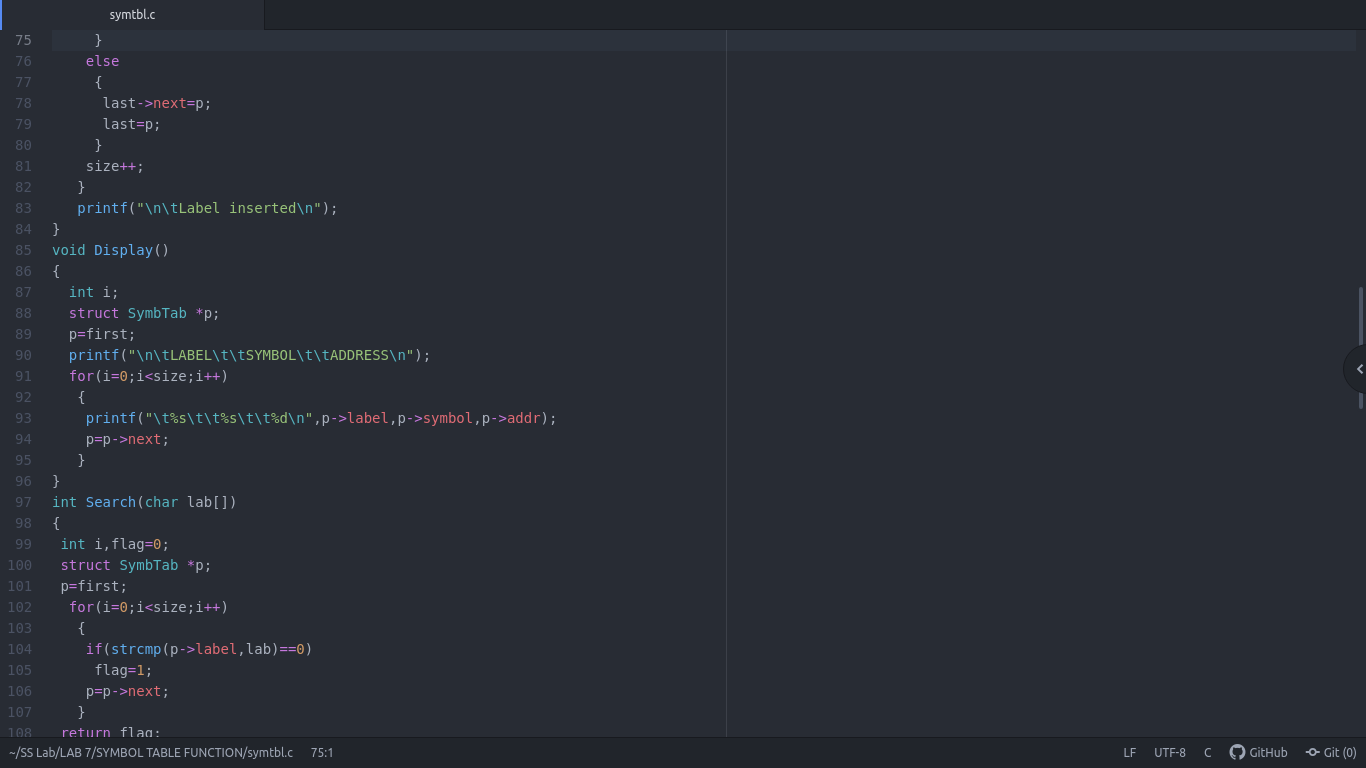 symtbl.c
75 }
76 else
77 {
78 last->next=p;
79 last=p;
80 }
81 size++;
82 }
83 printf("\n\tLabel inserted\n");
84 }
85 void Display()
86 {
87 int i;
88 struct SymbTab *p;
89 p=first;
90 printf("\n\tLABEL\t\tSYMBOL\t\tADDRESS\n");
91 for(i=0;i<size;i++)
92 {
93 printf("\t%s\t\t%s\t\t%d\n",p->label,p->symbol,p->addr);
94 p=p->next;
95 }
96 }
97 int Search(char lab[])
98 {
99 int i,flag=0;
100 struct SymbTab *p;
101 p=first;
102 for(i=0;i<size;i++)
103 {
104 if(strcmp(p->label,lab)==0)
105 flag=1;
106 p=p->next;
107 }
108 return flag;
~/SS Lab/LAB 7/SYMBOL TABLE FUNCTION/symtbl.c 75:1 LF UTF-8 C GitHub Git (0)